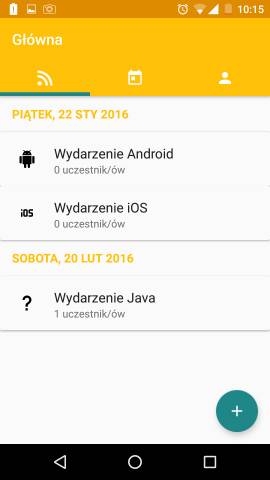 10:15
Główna
PIĄTEK, 22 STY 2016
Wydarzenie Android
0 uczestnik/ów
iOS
Wydarzenie iOS
0 uczestnik/ów
SOBOTA, 20 LUT 2016
?
Wydarzenie Java
1 uczestnik/ów
+